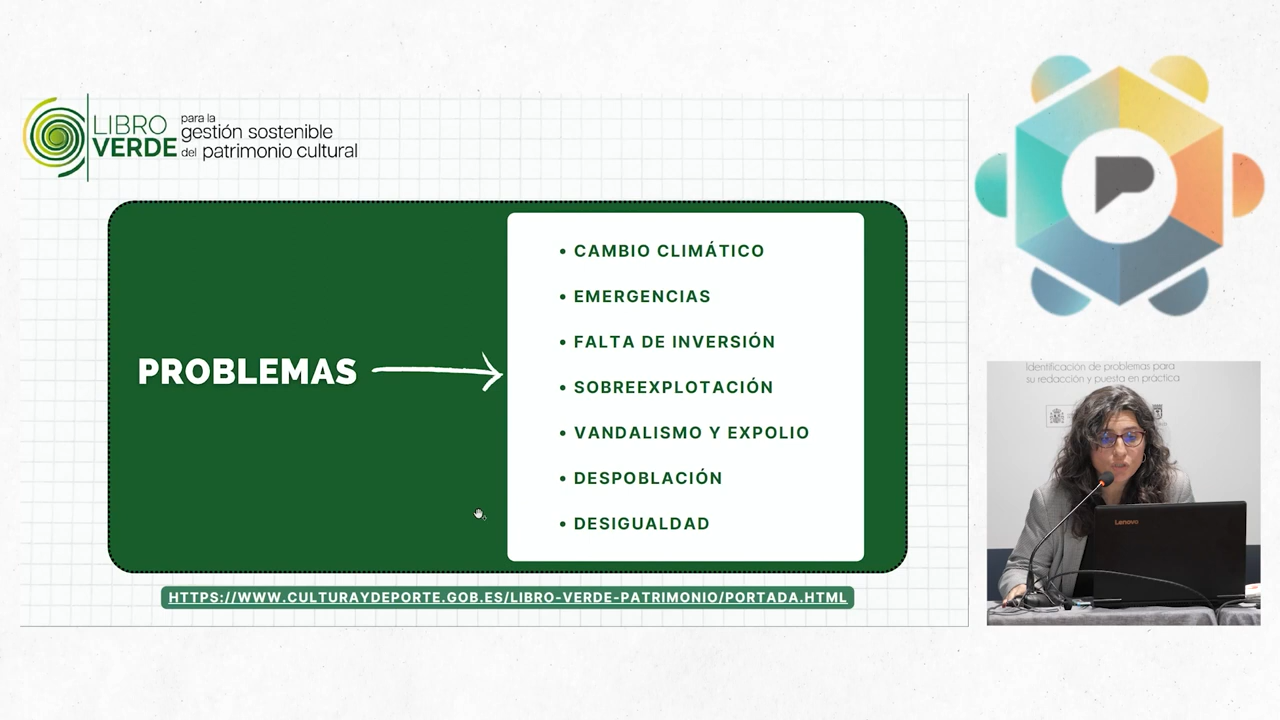 LIBRO
VERDE
para la
gestión sostenible
del patrimonio cultural
PROBLEMAS
• CAMBIO CLIMÁTICO
• EMERGENCIAS
• FALTA DE INVERSIÓN
• SOBREEXPLOTACIÓN
• VANDALISMO Y EXPOLIO
• DESPOBLACIÓN
• DESIGUALDAD
HTTPS://WWW.CULTURAYDEPORTE.GOB.ES/LIBRO-VERDE-PATRIMONIO/PORTADA.HTML
P
Identificación de problemas para
su redacción y puesta en práctica
Lenovo